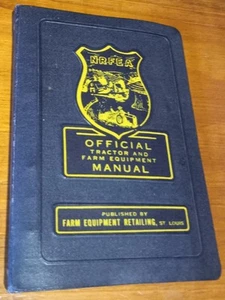 NRFEA
OFFICIAL
TRACTOR AND
FARM EQUIPMENT
MANUAL
PUBLISHED BY
FARM EQUIPMENT RETAILING, ST. LOUIS